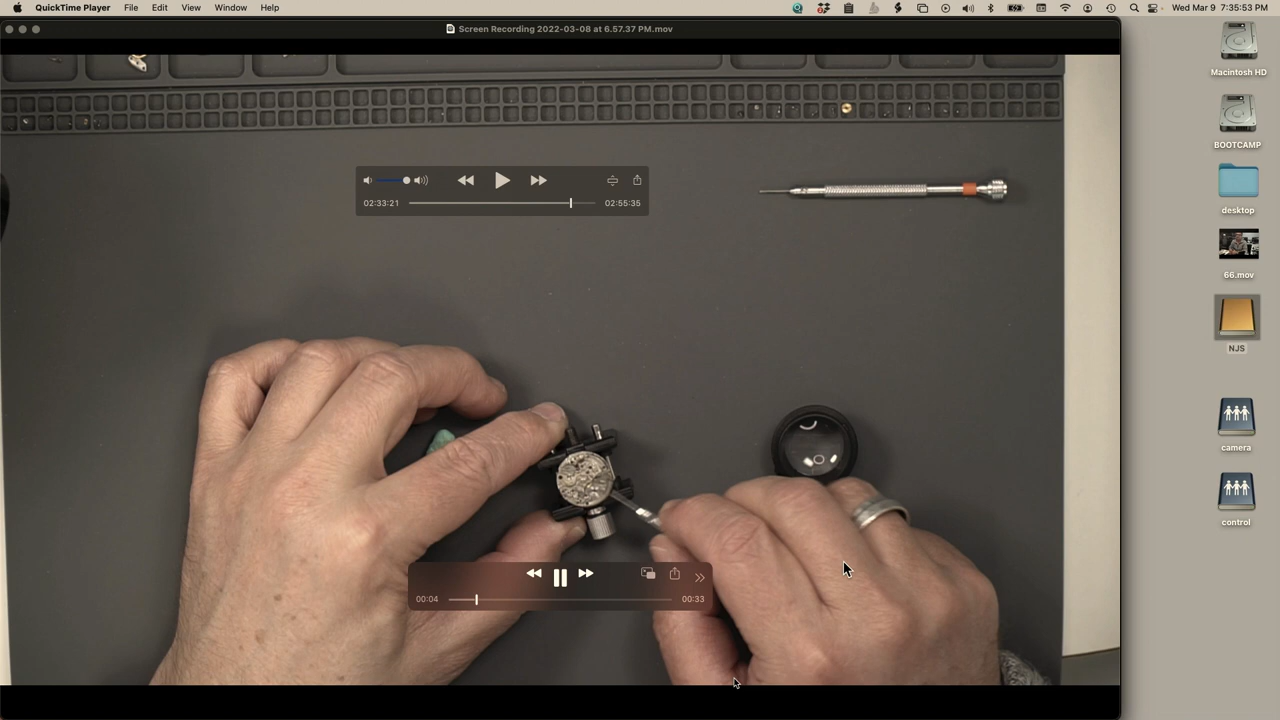 QuickTime Player File Edit View Window Help Wed Mar 9 7:35:53 PM
Screen Recording 2022-03-08 at 6.57.37 PM.mov
Macintosh HD
BOOTCAMP
02:33:21 02:55:35
desktop
66.mov
NJS
camera
control
00:04 00:33